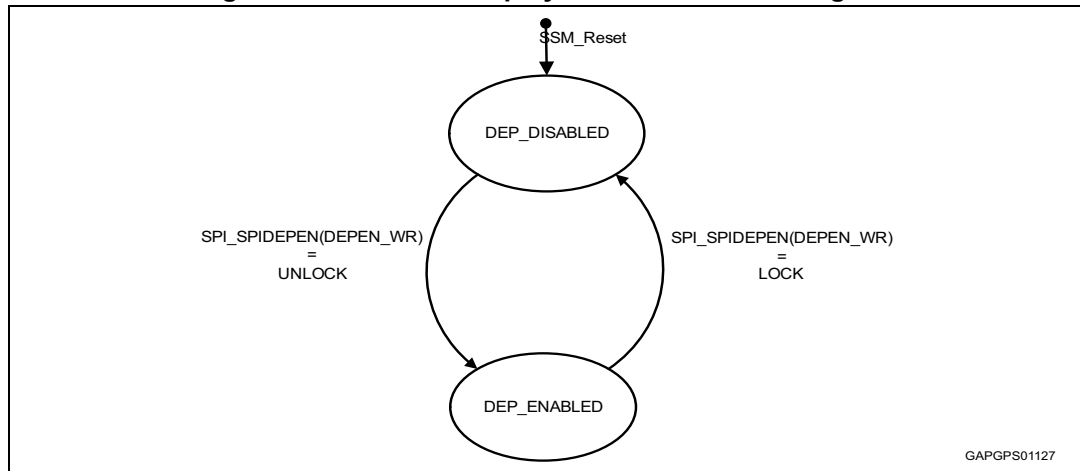 SSM_Reset
DEP_DISABLED
SPI_SPIDEPEN(DEPEN_WR)
=
UNLOCK
SPI_SPIDEPEN(DEPEN_WR)
=
LOCK
DEP_ENABLED
GAPGPS01127